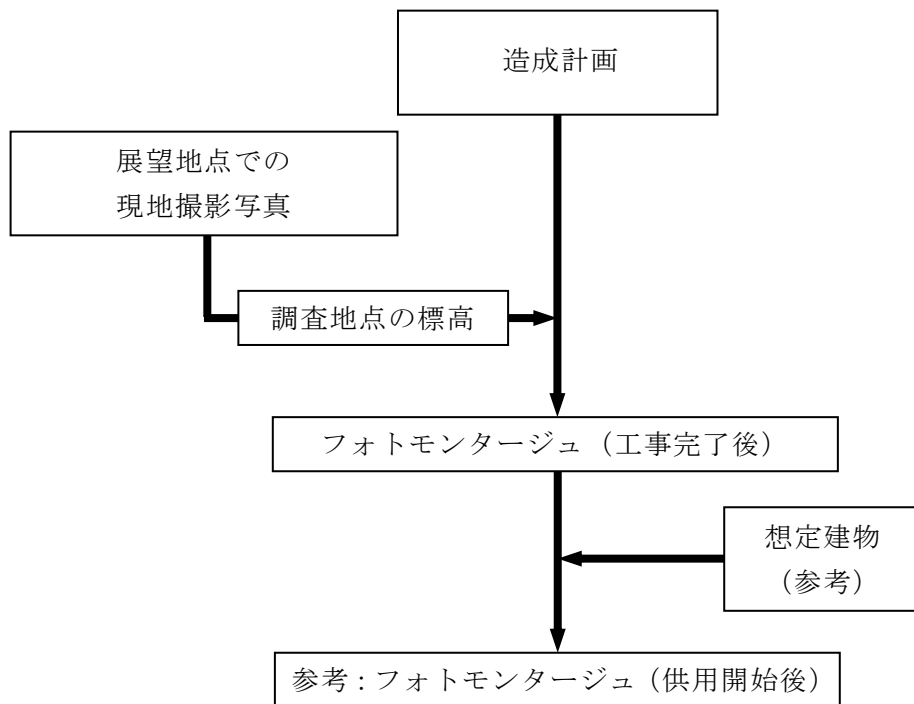 造成計画
展望地点での
現地撮影写真
調査地点の標高
フォトモンタージュ（工事完了後）
想定建物
（参考）
参考：フォトモンタージュ（供用開始後）